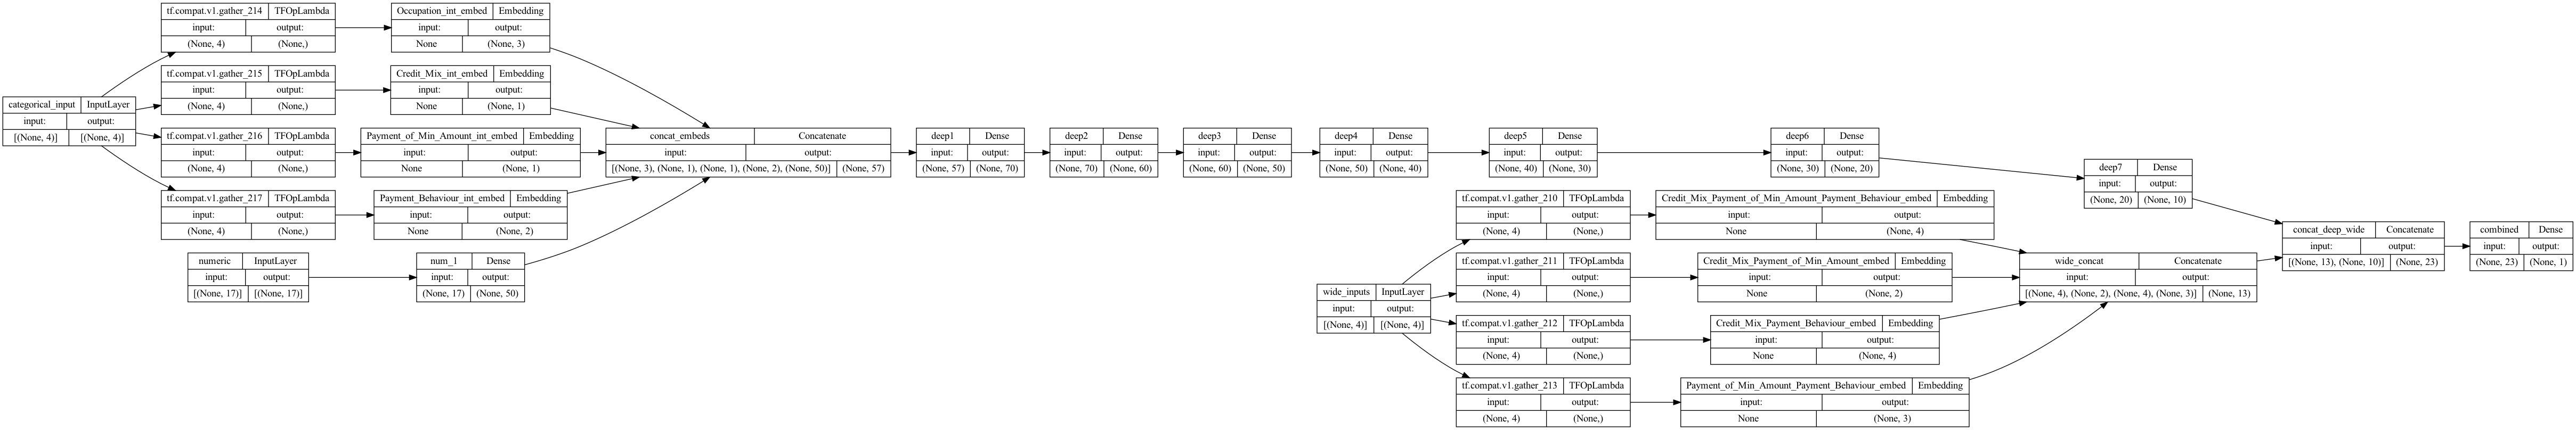 categorical_input InputLayer
input: output:
[(None, 4)] [(None, 4)]
tf.compat.v1.gather_214 TFOpLambda
input: output:
(None, 4) (None,)
tf.compat.v1.gather_215 TFOpLambda
input: output:
(None, 4) (None,)
tf.compat.v1.gather_216 TFOpLambda
input: output:
(None, 4) (None,)
tf.compat.v1.gather_217 TFOpLambda
input: output:
(None, 4) (None,)
numeric InputLayer
input: output:
[(None, 17)] [(None, 17)]
Occupation_int_embed Embedding
input: output:
None (None, 3)
Credit_Mix_int_embed Embedding
input: output:
None (None, 1)
Payment_of_Min_Amount_int_embed Embedding
input: output:
None (None, 1)
Payment_Behaviour_int_embed Embedding
input: output:
None (None, 2)
num_1 Dense
input: output:
(None, 17) (None, 50)
concat_embeds Concatenate
input: output:
[(None, 3), (None, 1), (None, 1), (None, 2), (None, 50)] (None, 57)
deep1 Dense
input: output:
(None, 57) (None, 70)
deep2 Dense
input: output:
(None, 70) (None, 60)
deep3 Dense
input: output:
(None, 60) (None, 50)
deep4 Dense
input: output:
(None, 50) (None, 40)
deep5 Dense
input: output:
(None, 40) (None, 30)
deep6 Dense
input: output:
(None, 30) (None, 20)
deep7 Dense
input: output:
(None, 20) (None, 10)
wide_inputs InputLayer
input: output:
[(None, 4)] [(None, 4)]
tf.compat.v1.gather_210 TFOpLambda
input: output:
(None, 4) (None,)
tf.compat.v1.gather_211 TFOpLambda
input: output:
(None, 4) (None,)
tf.compat.v1.gather_212 TFOpLambda
input: output:
(None, 4) (None,)
tf.compat.v1.gather_213 TFOpLambda
input: output:
(None, 4) (None,)
Credit_Mix_Payment_of_Min_Amount_Payment_Behaviour_embed Embedding
input: output:
None (None, 4)
Credit_Mix_Payment_of_Min_Amount_embed Embedding
input: output:
None (None, 2)
Credit_Mix_Payment_Behaviour_embed Embedding
input: output:
None (None, 4)
Payment_of_Min_Amount_Payment_Behaviour_embed Embedding
input: output:
None (None, 3)
wide_concat Concatenate
input: output:
[(None, 4), (None, 2), (None, 4), (None, 3)] (None, 13)
concat_deep_wide Concatenate
input: output:
[(None, 13), (None, 10)] (None, 23)
combined Dense
input: output:
(None, 23) (None, 1)